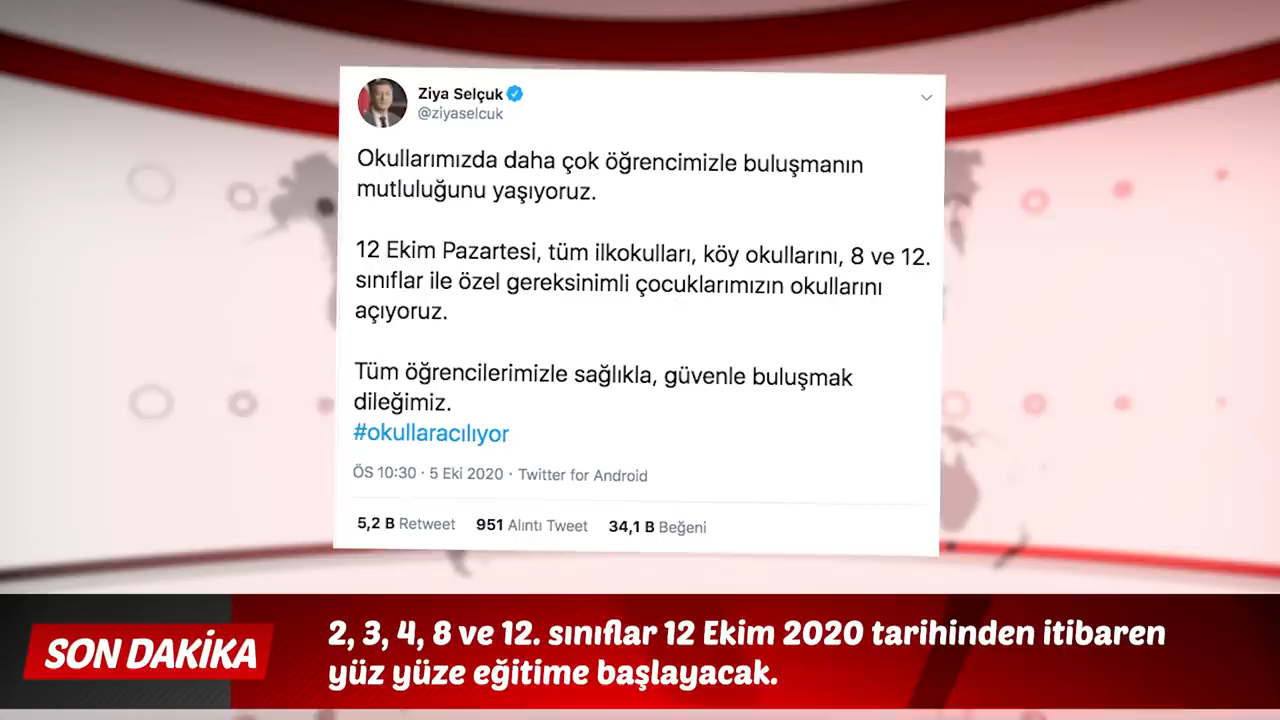 Ziya Selçuk
@ziyaselcuk
Okullarımızda daha çok öğrencimizle buluşmanın
mutluluğunu yaşıyoruz.
12 Ekim Pazartesi, tüm ilkokulları, köy okullarını, 8 ve 12.
sınıflar ile özel gereksinimli çocuklarımızın okullarını
açıyoruz.
Tüm öğrencilerimizle sağlıkla, güvenle buluşmak
dileğimiz.
#okullaracılıyor
ÖS 10:30 · 5 Eki 2020 · Twitter for Android
5,2 B Retweet 951 Alıntı Tweet 34,1 B Beğeni
SON DAKİKA
2, 3, 4, 8 ve 12. sınıflar 12 Ekim 2020 tarihinden itibaren
yüz yüze eğitime başlayacak.